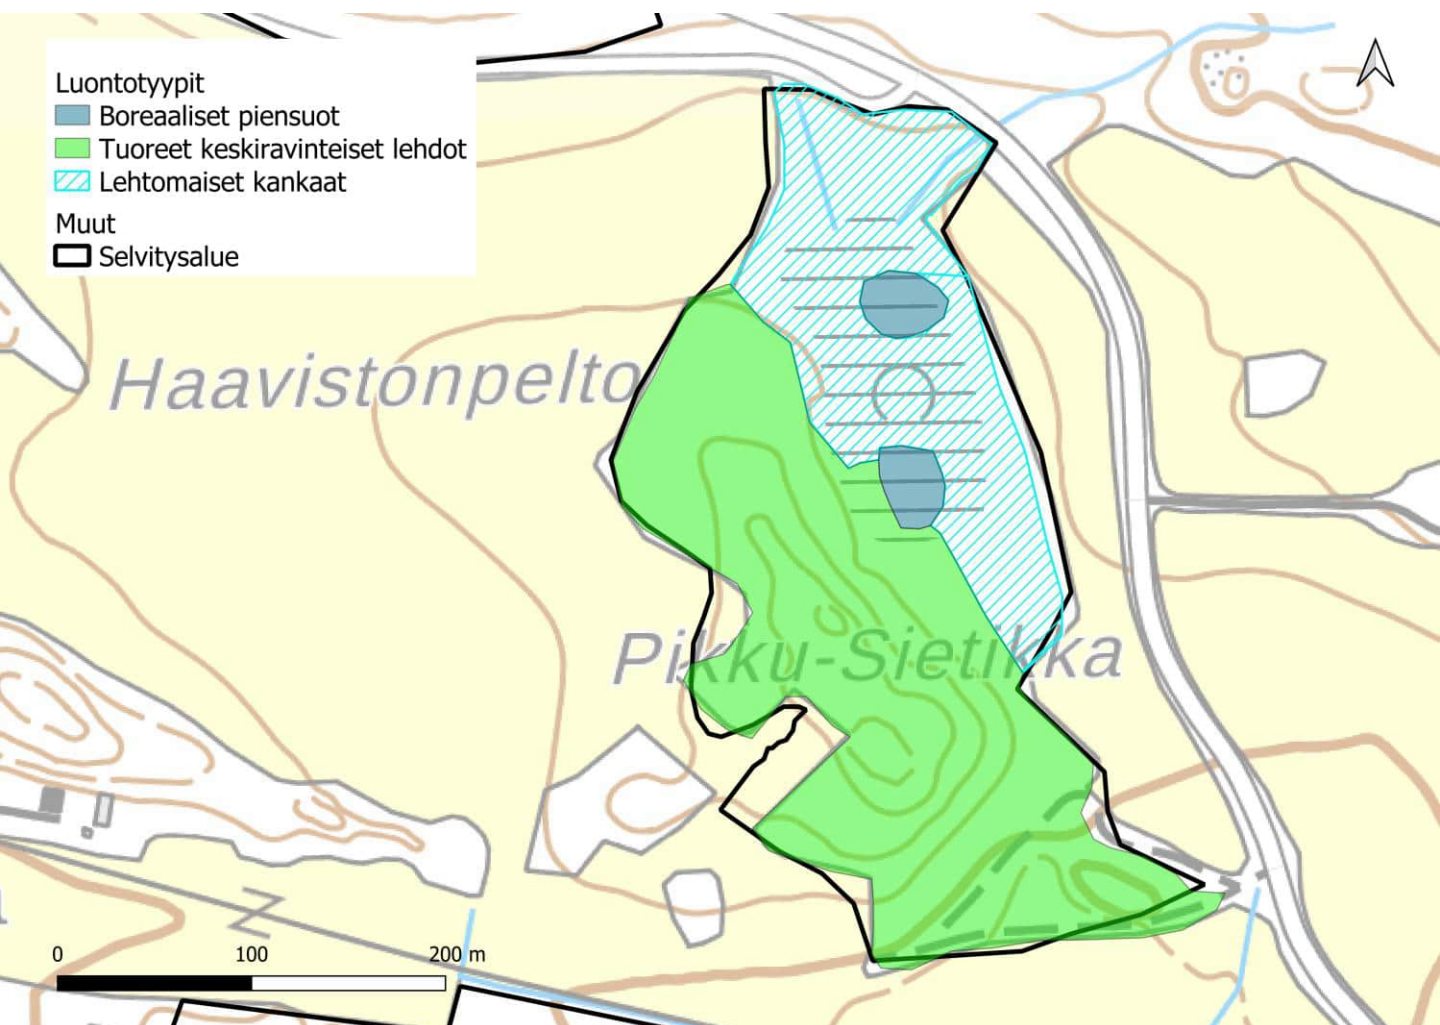 Luontotyypit
Boreaaliset piensuot
Tuoreet keskiravinteiset lehdot
Lehtomaiset kankaat
Muut
Selvitysalue
Haavistonpelto
Pikku-Sietikka
0 100 200 m